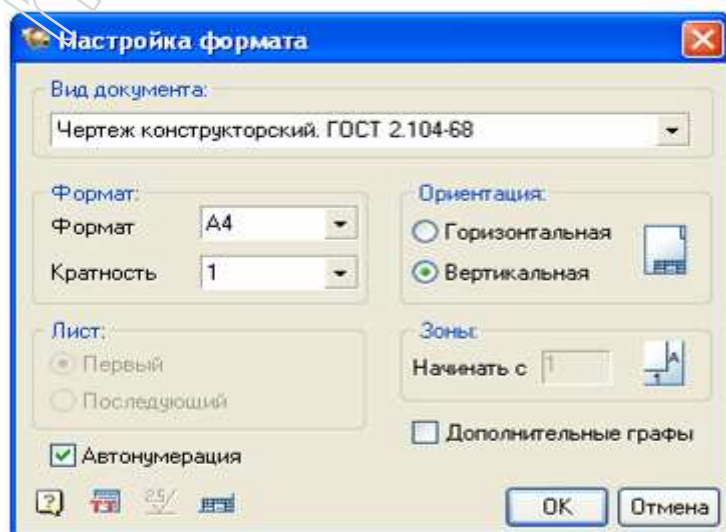 Настройка формата
Вид документа:
Чертеж конструкторский. ГОСТ 2.104-68
Формат:
Формат A4
Кратность 1
Ориентация:
Горизонтальная
Вертикальная
Лист:
Первый
Последующий
Зоны:
Начинать с 1
Автонумерация
Дополнительные графы
OK Отмена